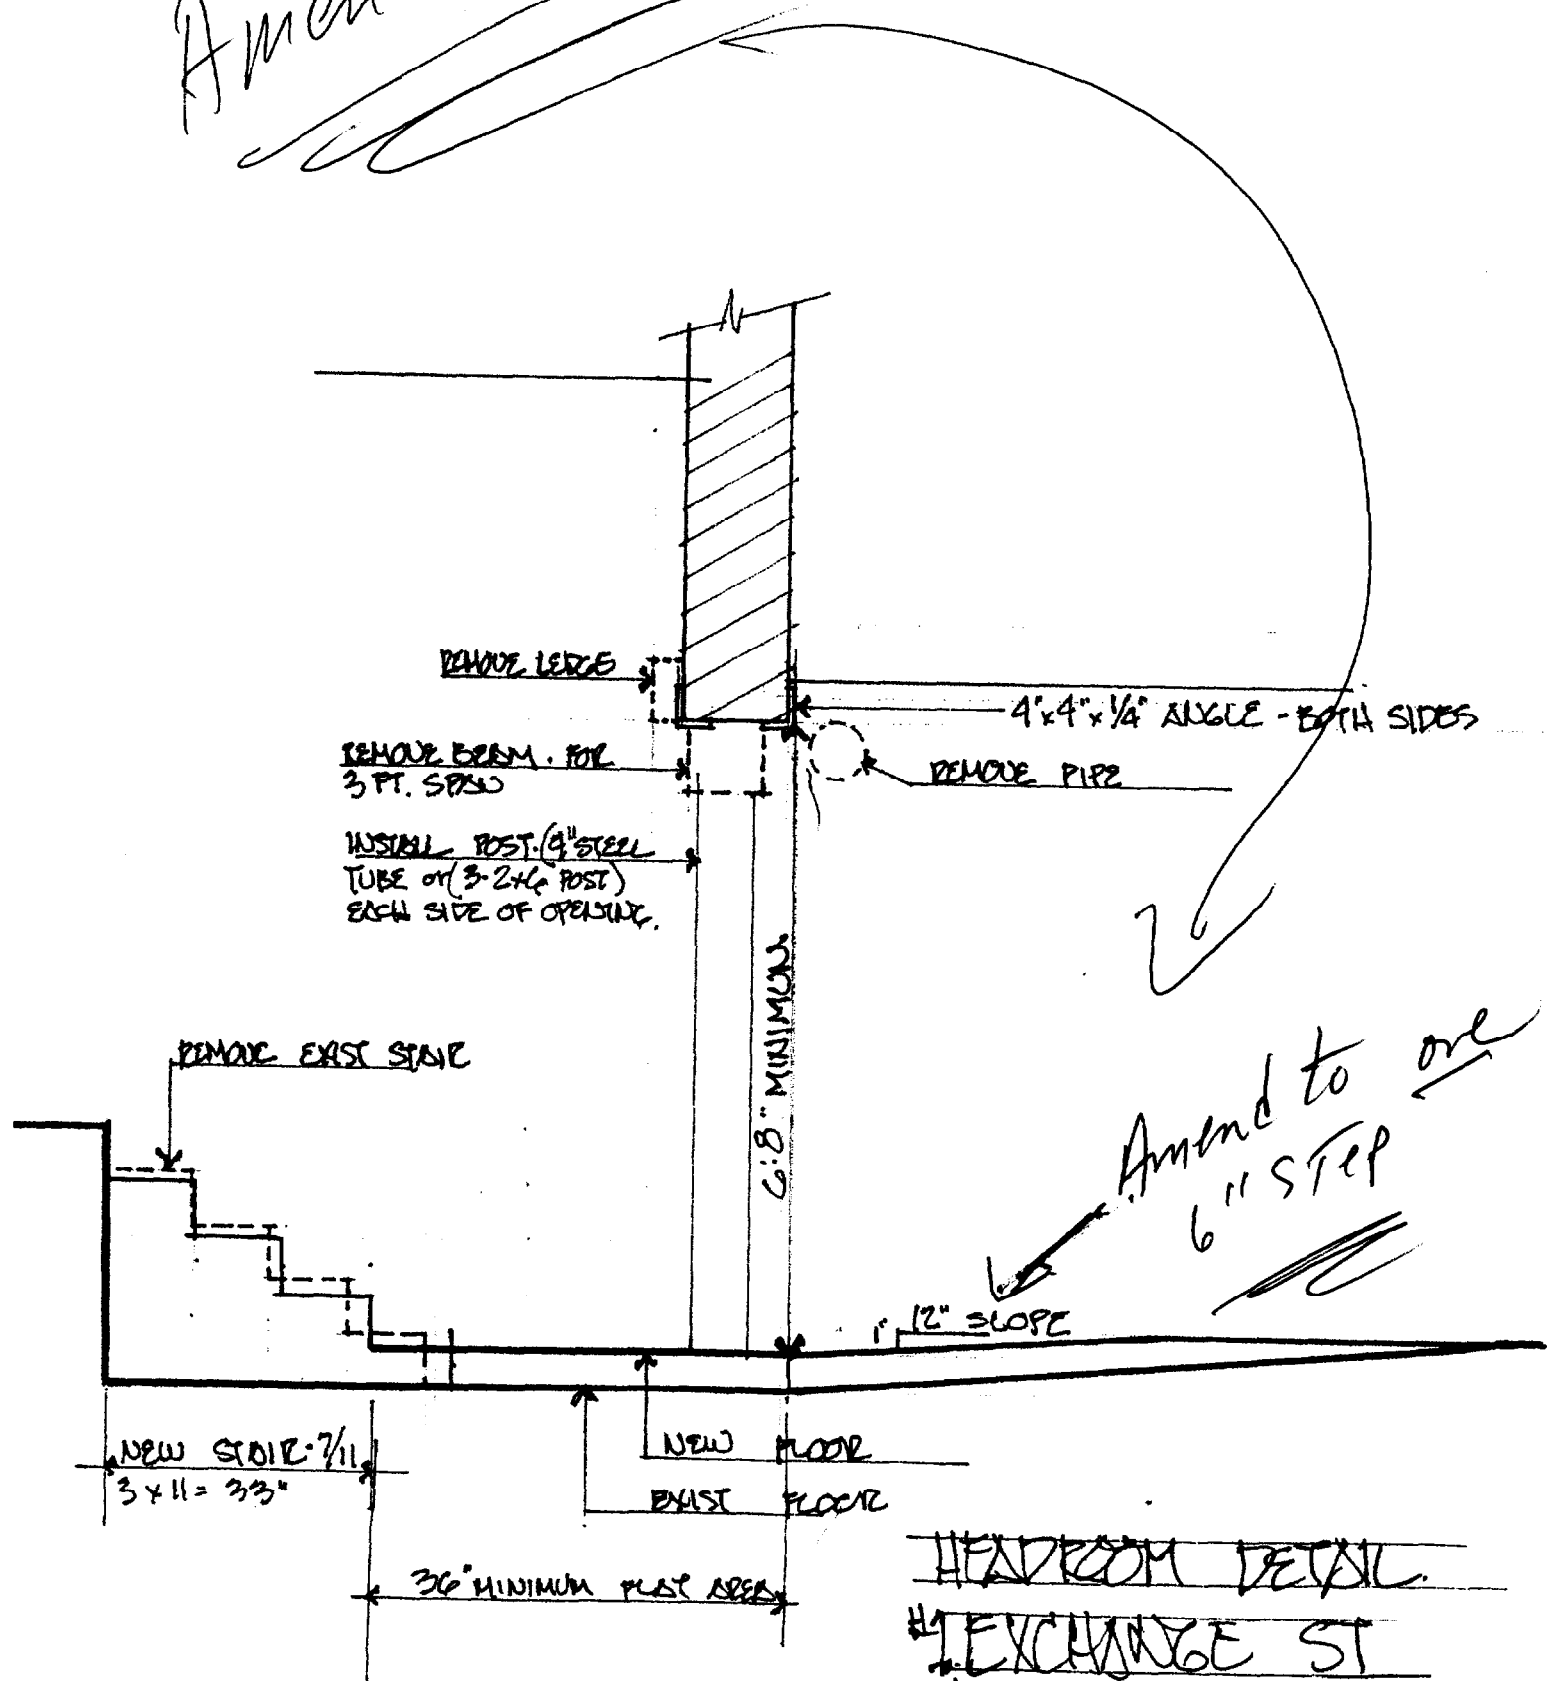 Amen
REMOVE LEDGE
4"x4"x1/4" ANGLE - BOTH SIDES
REMOVE BEAM. FOR
3 FT. SPAN
REMOVE PIPE
INSTALL POST. (4" STEEL
TUBE or (3-2x6 POST)
EACH SIDE OF OPENING.
6'·8" MINIMUM.
REMOVE EXIST STAIR
Amend to one
6" STEP
1" 12" SLOPE
NEW STAIR·7/11
3 x 11 = 33"
NEW FLOOR
EXIST FLOOR
36" MINIMUM FLAT AREA
HEADROOM DETAIL.
#1 EXCHANGE ST